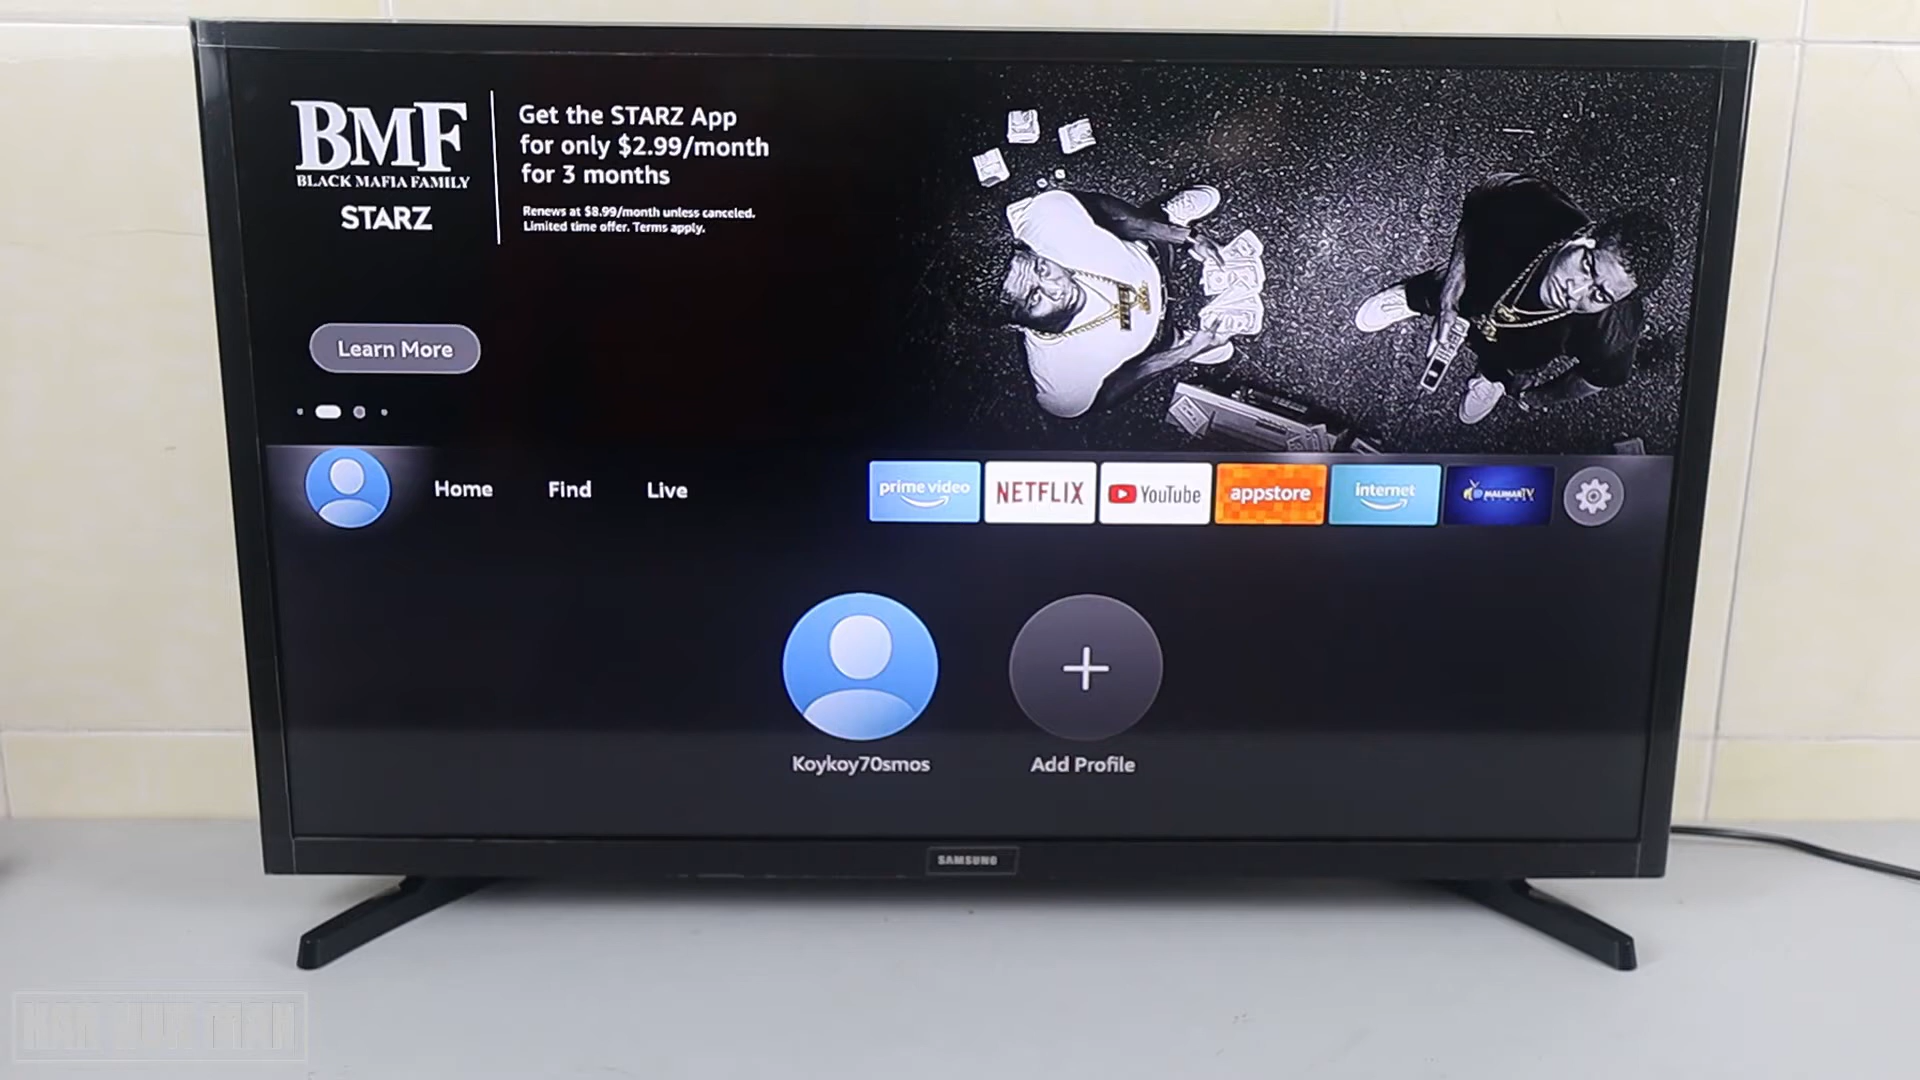 BMF
BLACK MAFIA FAMILY
STARZ
Get the STARZ App
for only $2.99/month
for 3 months
Renews at $8.99/month unless canceled.
Limited time offer. Terms apply.
Learn More
Home Find Live
prime video NETFLIX YouTube appstore internet MALIMARTV
Koykoy70smos Add Profile
SAMSUNG